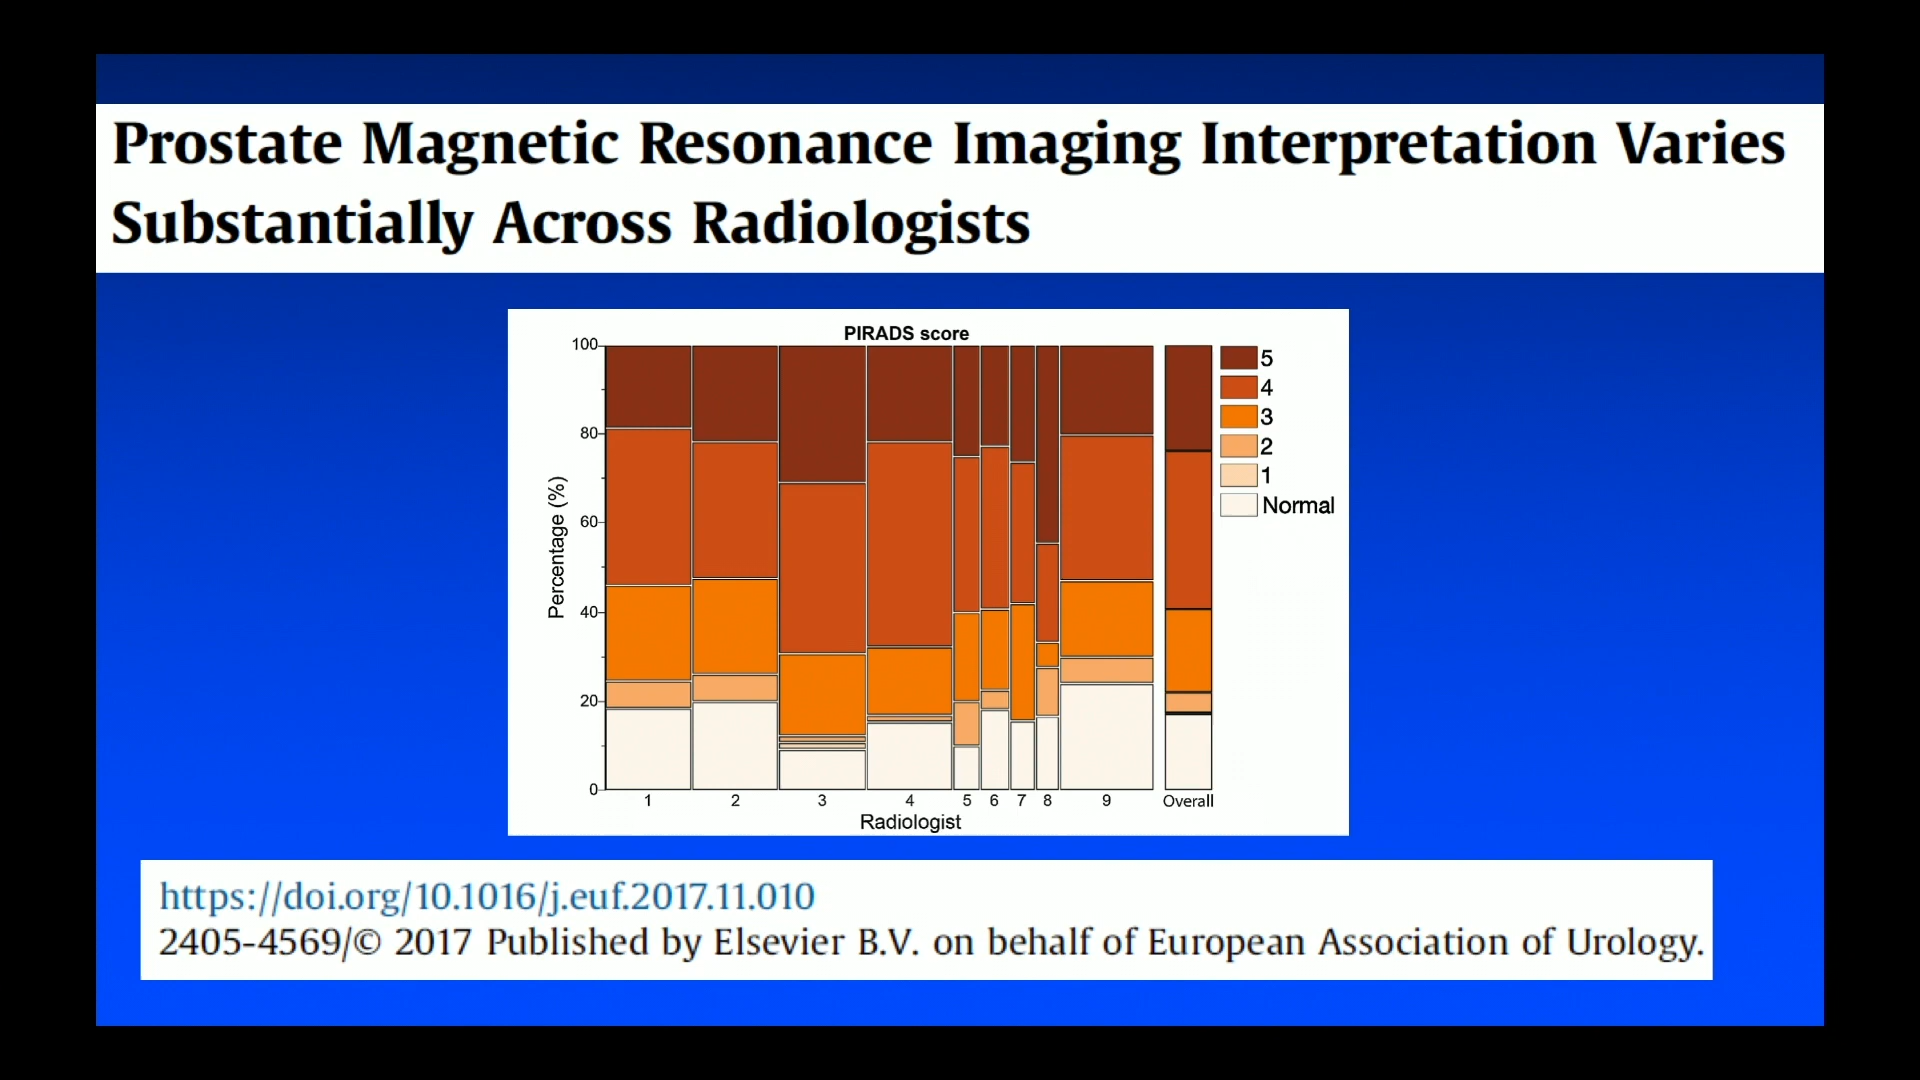 Prostate Magnetic Resonance Imaging Interpretation Varies
Substantially Across Radiologists
PIRADS score
100
80
60
40
20
0
Percentage (%)
1 2 3 4 5 6 7 8 9 Overall
Radiologist
5
4
3
2
1
Normal
https://doi.org/10.1016/j.euf.2017.11.010
2405-4569/© 2017 Published by Elsevier B.V. on behalf of European Association of Urology.